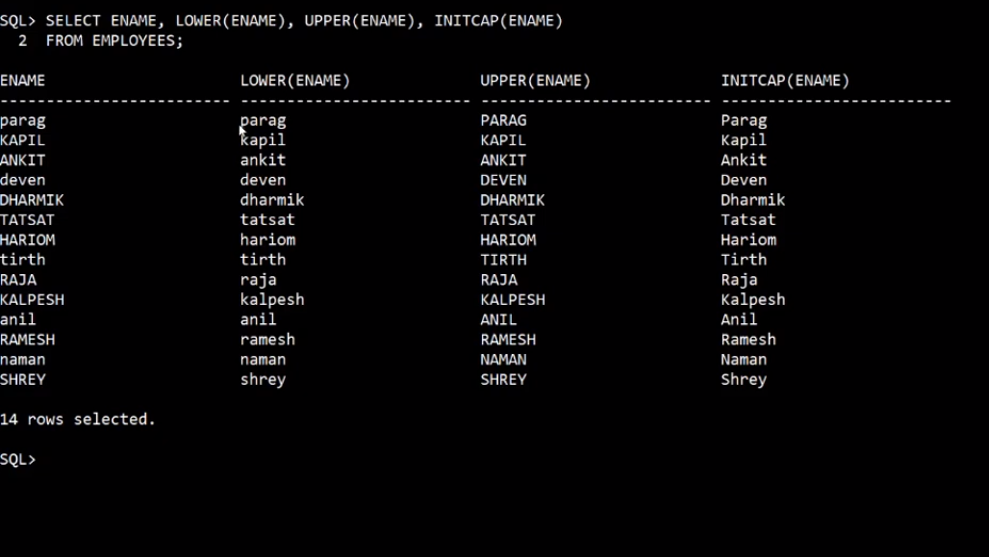 SQL> SELECT ENAME, LOWER(ENAME), UPPER(ENAME), INITCAP(ENAME)
2 FROM EMPLOYEES;
ENAME LOWER(ENAME) UPPER(ENAME) INITCAP(ENAME)
------------------------- ------------------------- ------------------------- -------------------------
parag parag PARAG Parag
KAPIL kapil KAPIL Kapil
ANKIT ankit ANKIT Ankit
deven deven DEVEN Deven
DHARMIK dharmik DHARMIK Dharmik
TATSAT tatsat TATSAT Tatsat
HARIOM hariom HARIOM Hariom
tirth tirth TIRTH Tirth
RAJA raja RAJA Raja
KALPESH kalpesh KALPESH Kalpesh
anil anil ANIL Anil
RAMESH ramesh RAMESH Ramesh
naman naman NAMAN Naman
SHREY shrey SHREY Shrey
14 rows selected.
SQL>